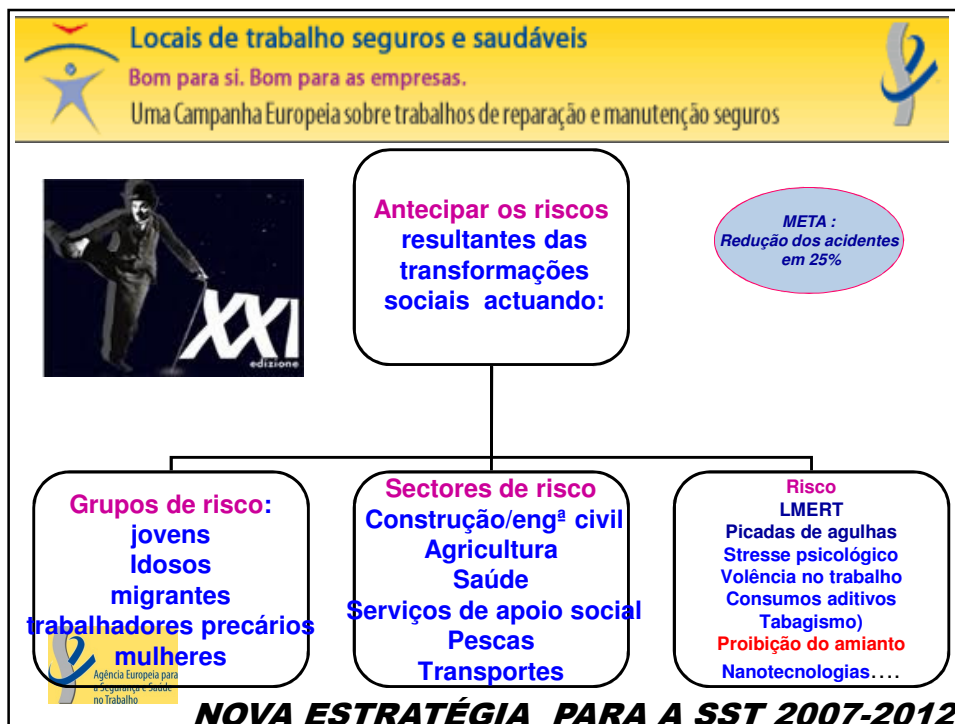 Locais de trabalho seguros e saudáveis
Bom para si. Bom para as empresas.
Uma Campanha Europeia sobre trabalhos de reparação e manutenção seguros
XXI
edizione
Antecipar os riscos
resultantes das
transformações
sociais actuando:
META :
Redução dos acidentes
em 25%
Grupos de risco:
jovens
Idosos
migrantes
trabalhadores precários
mulheres
Agência Europeia para
a Segurança e Saúde
no Trabalho
Sectores de risco
Construção/engª civil
Agricultura
Saúde
Serviços de apoio social
Pescas
Transportes
Risco
LMERT
Picadas de agulhas
Stresse psicológico
Volência no trabalho
Consumos aditivos
Tabagismo)
Proibição do amianto
Nanotecnologias....
NOVA ESTRATÉGIA PARA A SST 2007-2012